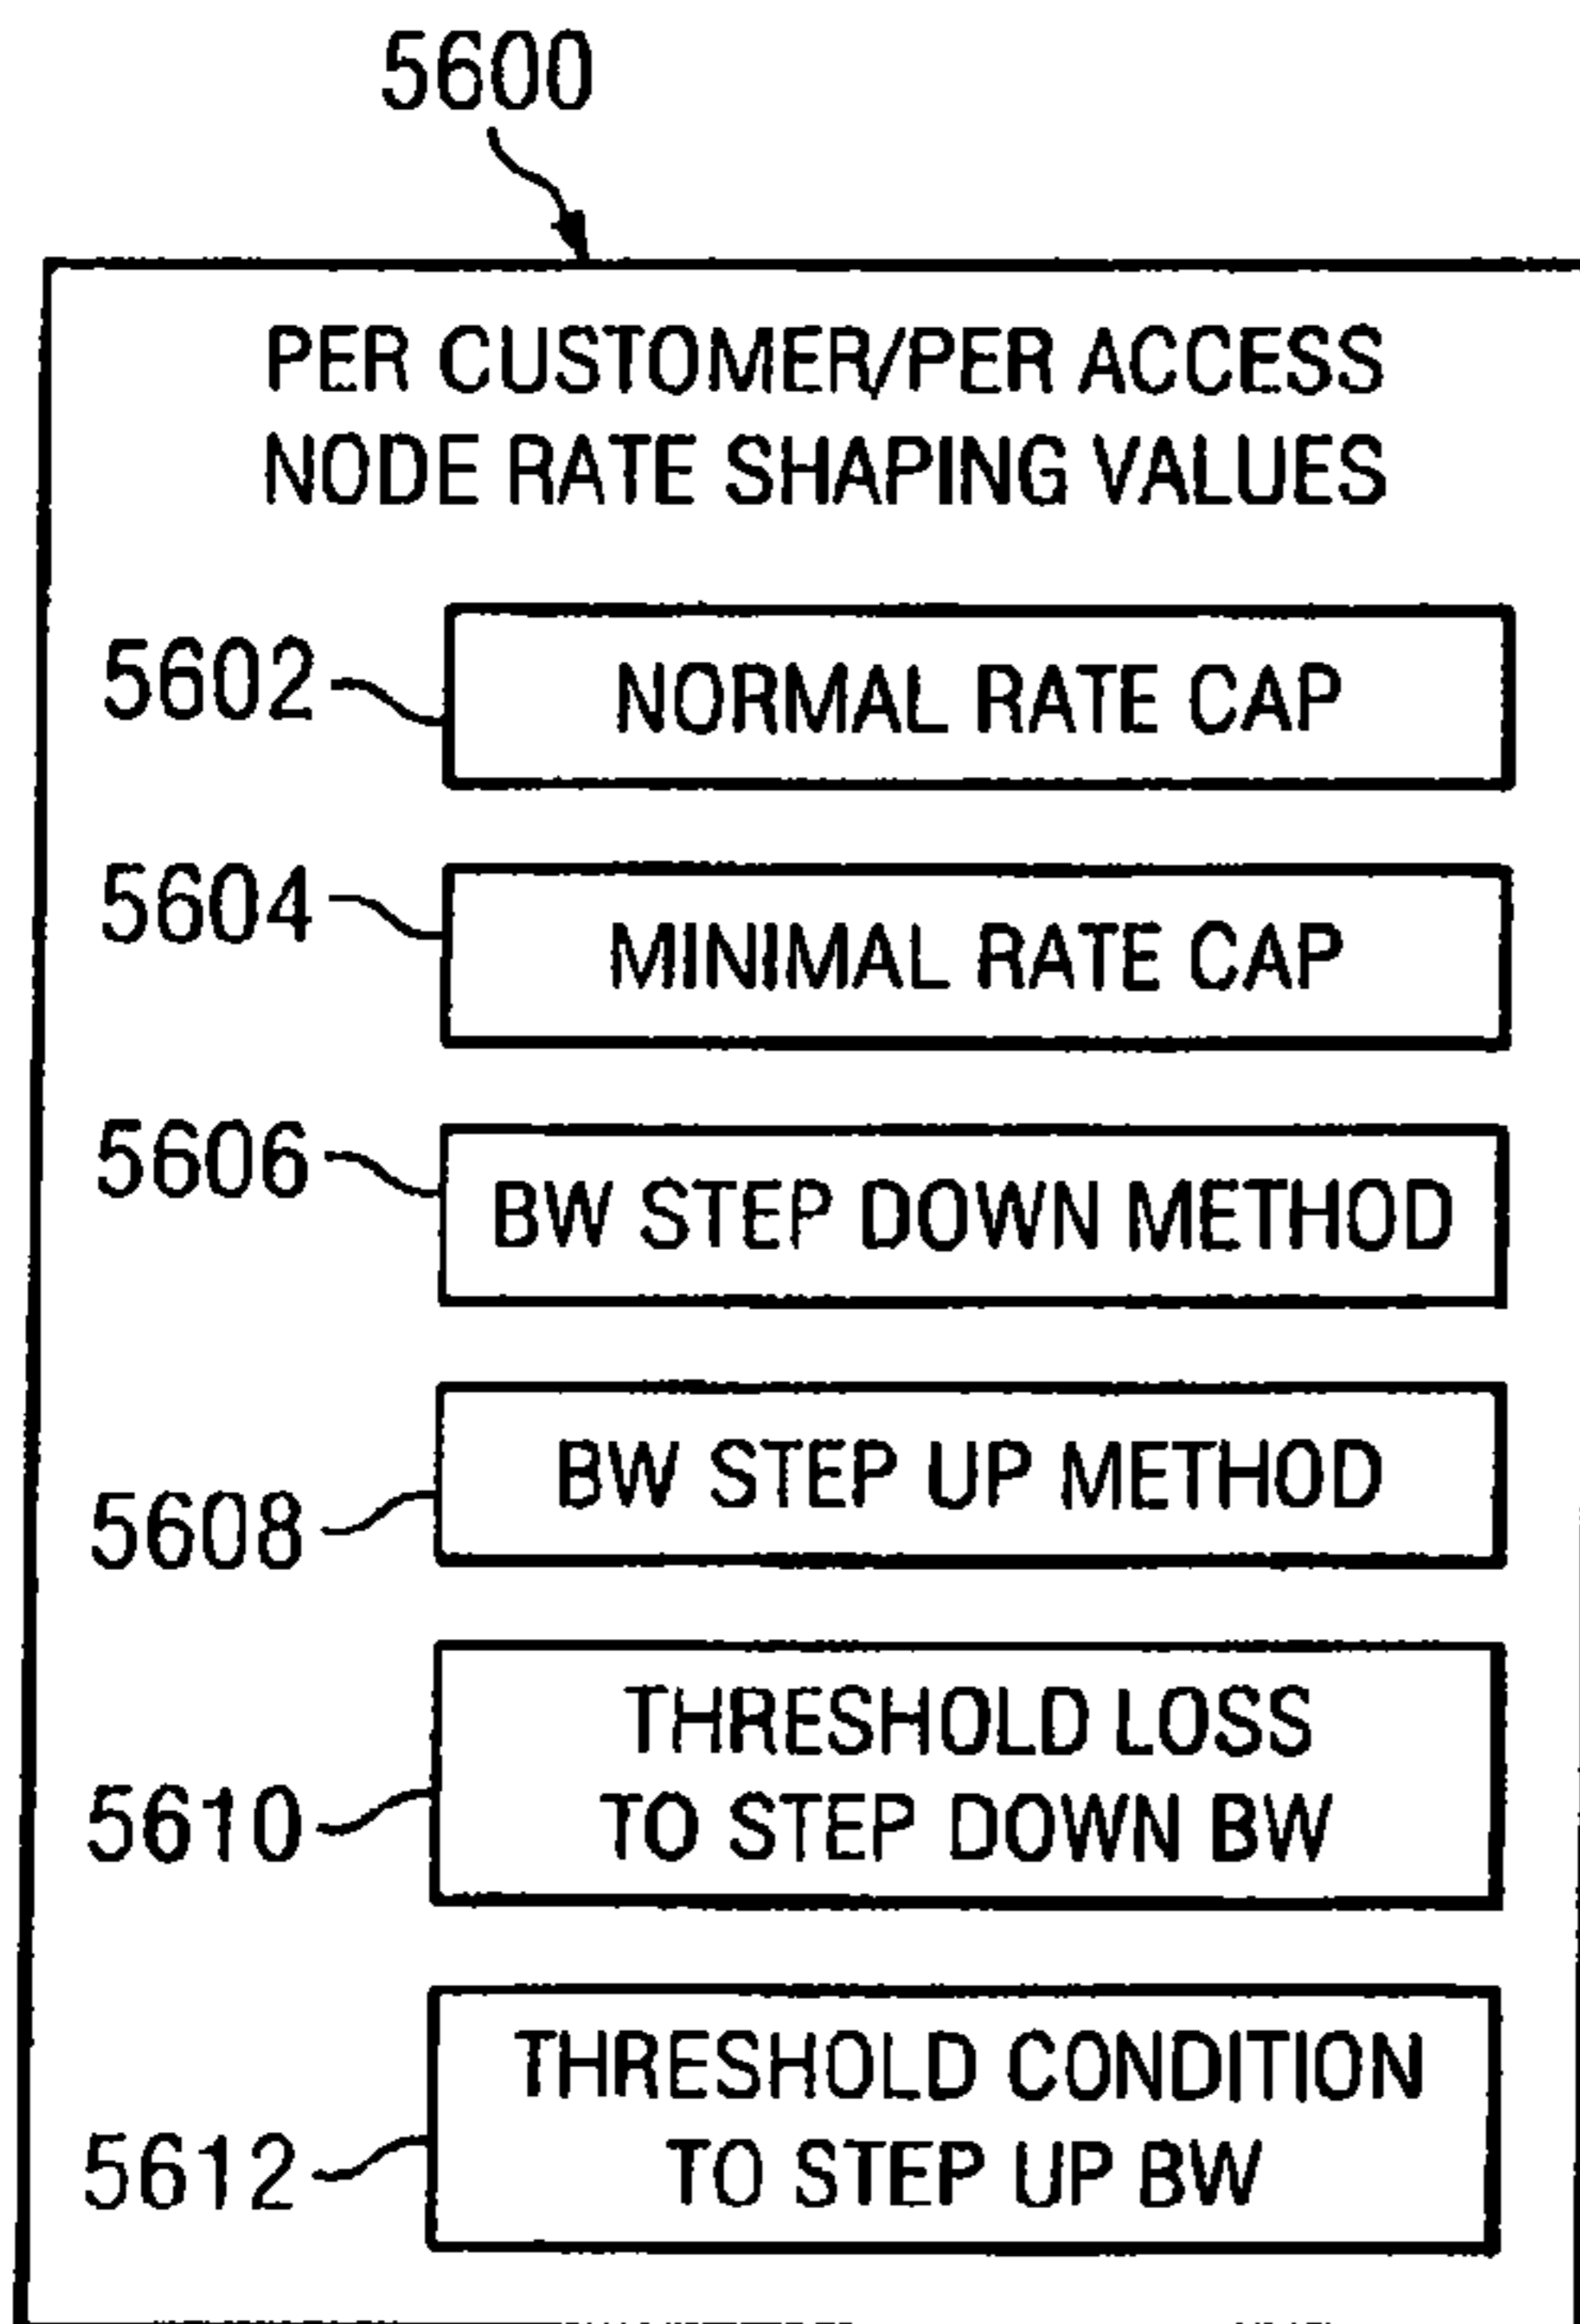 5600
PER CUSTOMER/PER ACCESS
NODE RATE SHAPING VALUES
5602
NORMAL RATE CAP
5604
MINIMAL RATE CAP
5606
BW STEP DOWN METHOD
5608
BW STEP UP METHOD
5610
THRESHOLD LOSS
TO STEP DOWN BW
5612
THRESHOLD CONDITION
TO STEP UP BW